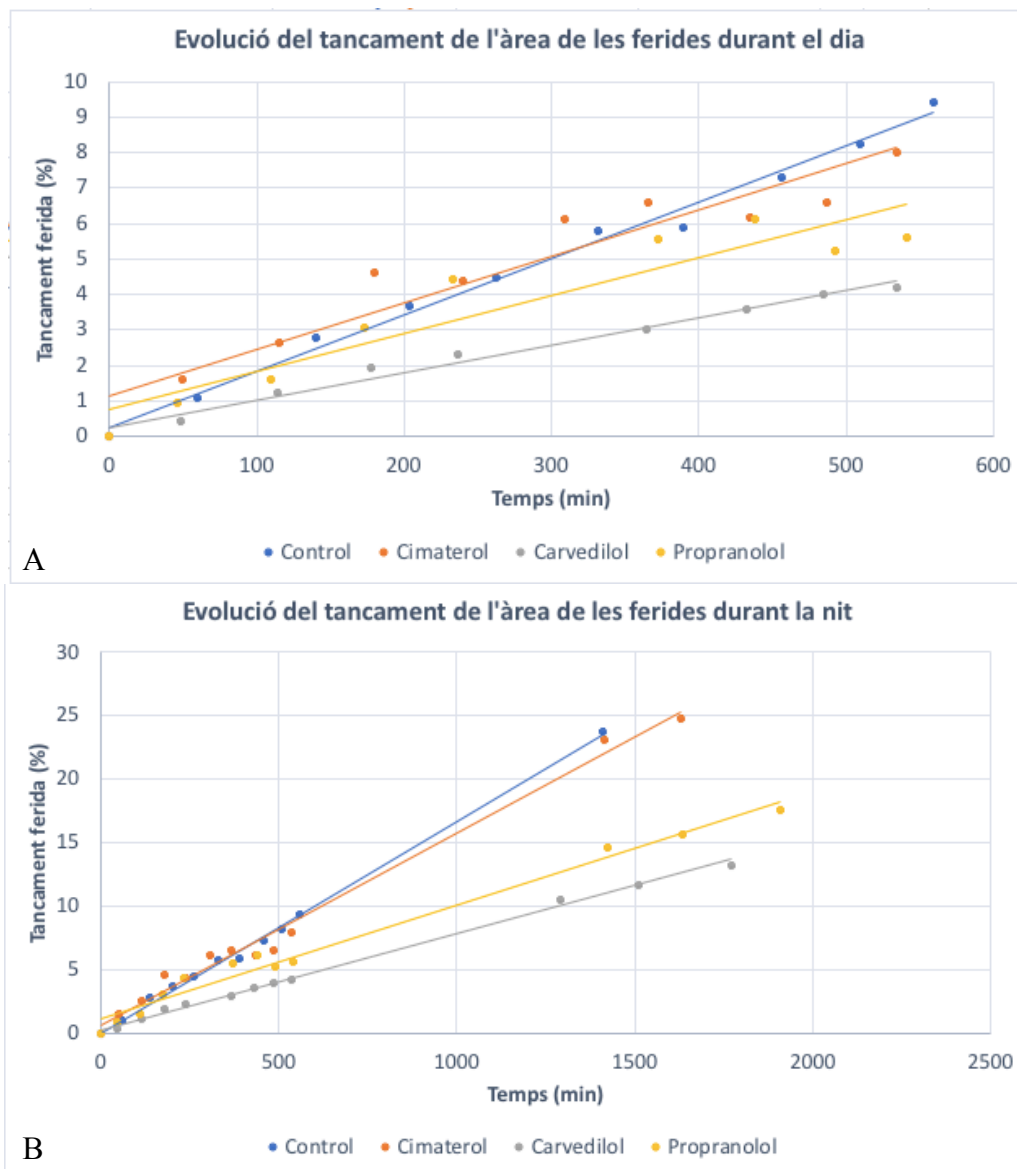 Evolució del tancament de l'àrea de les ferides durant el dia
Tancament ferida (%)
10
9
8
7
6
5
4
3
2
1
0
0 100 200 300 400 500 600
Temps (min)
A
Control Cimaterol Carvedilol Propranolol
Evolució del tancament de l'àrea de les ferides durant la nit
Tancament ferida (%)
30
25
20
15
10
5
0
0 500 1000 1500 2000 2500
Temps (min)
B
Control Cimaterol Carvedilol Propranolol